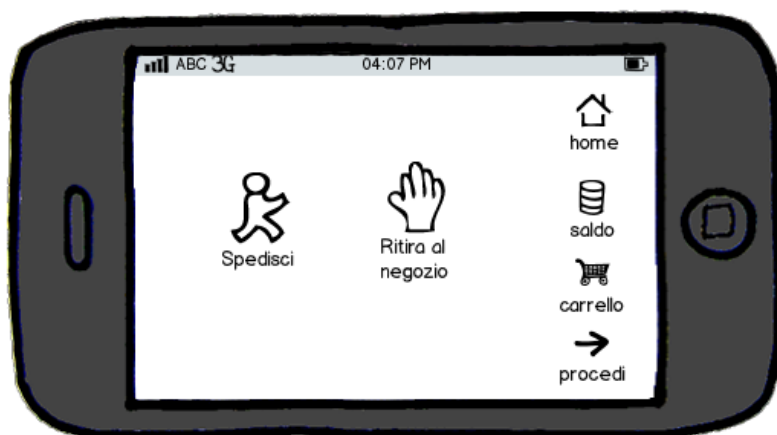 ABC 3G 04:07 PM
home
Spedisci
Ritira al
negozio
saldo
carrello
procedi